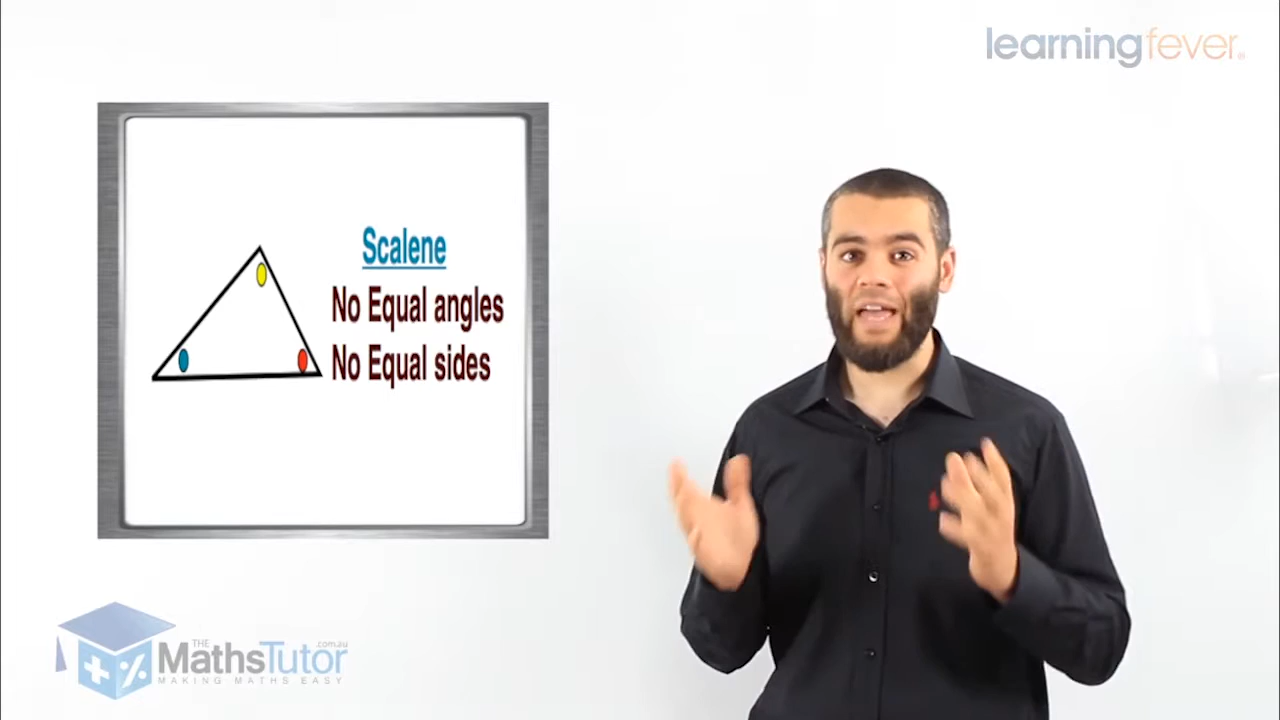 learningfever®
Scalene
No Equal angles
No Equal sides
THE
MathsTutor
.com.au
MAKING MATHS EASY